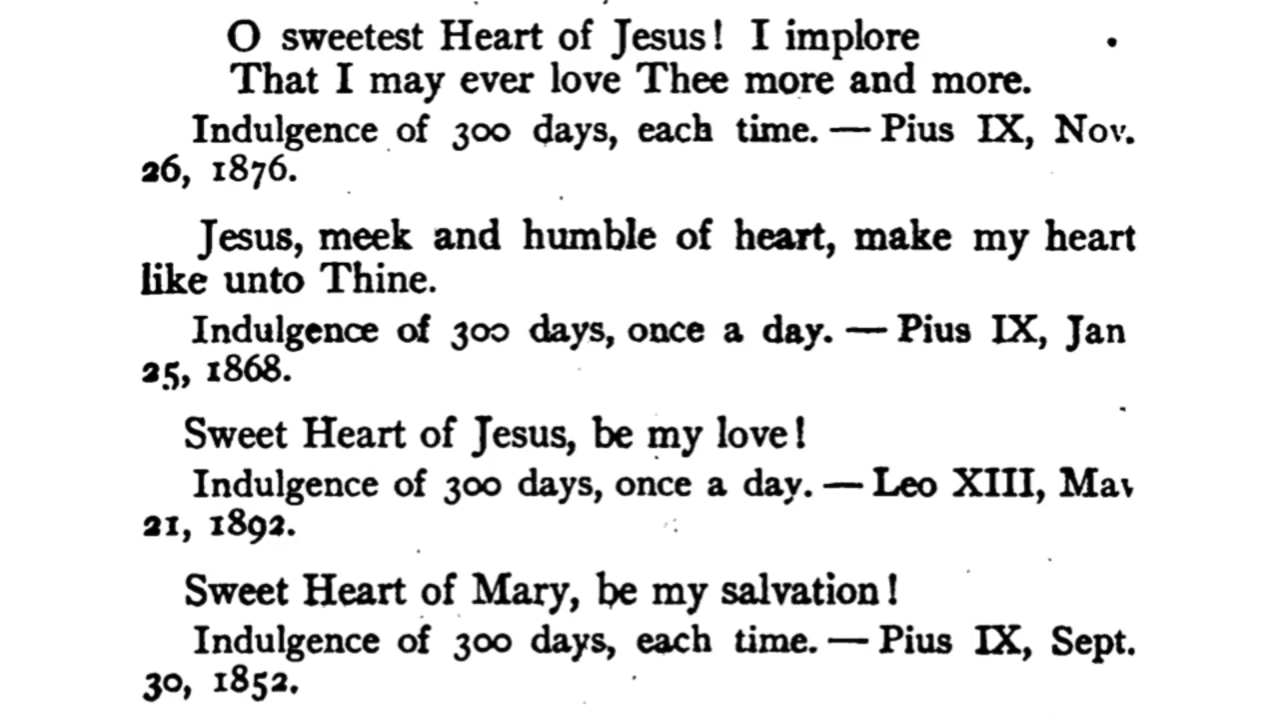 O sweetest Heart of Jesus! I implore
That I may ever love Thee more and more.
Indulgence of 300 days, each time. — Pius IX, Nov.
26, 1876.
Jesus, meek and humble of heart, make my heart
like unto Thine.
Indulgence of 300 days, once a day. — Pius IX, Jan
25, 1868.
Sweet Heart of Jesus, be my love!
Indulgence of 300 days, once a day. — Leo XIII, May
21, 1892.
Sweet Heart of Mary, be my salvation!
Indulgence of 300 days, each time. — Pius IX, Sept.
30, 1852.